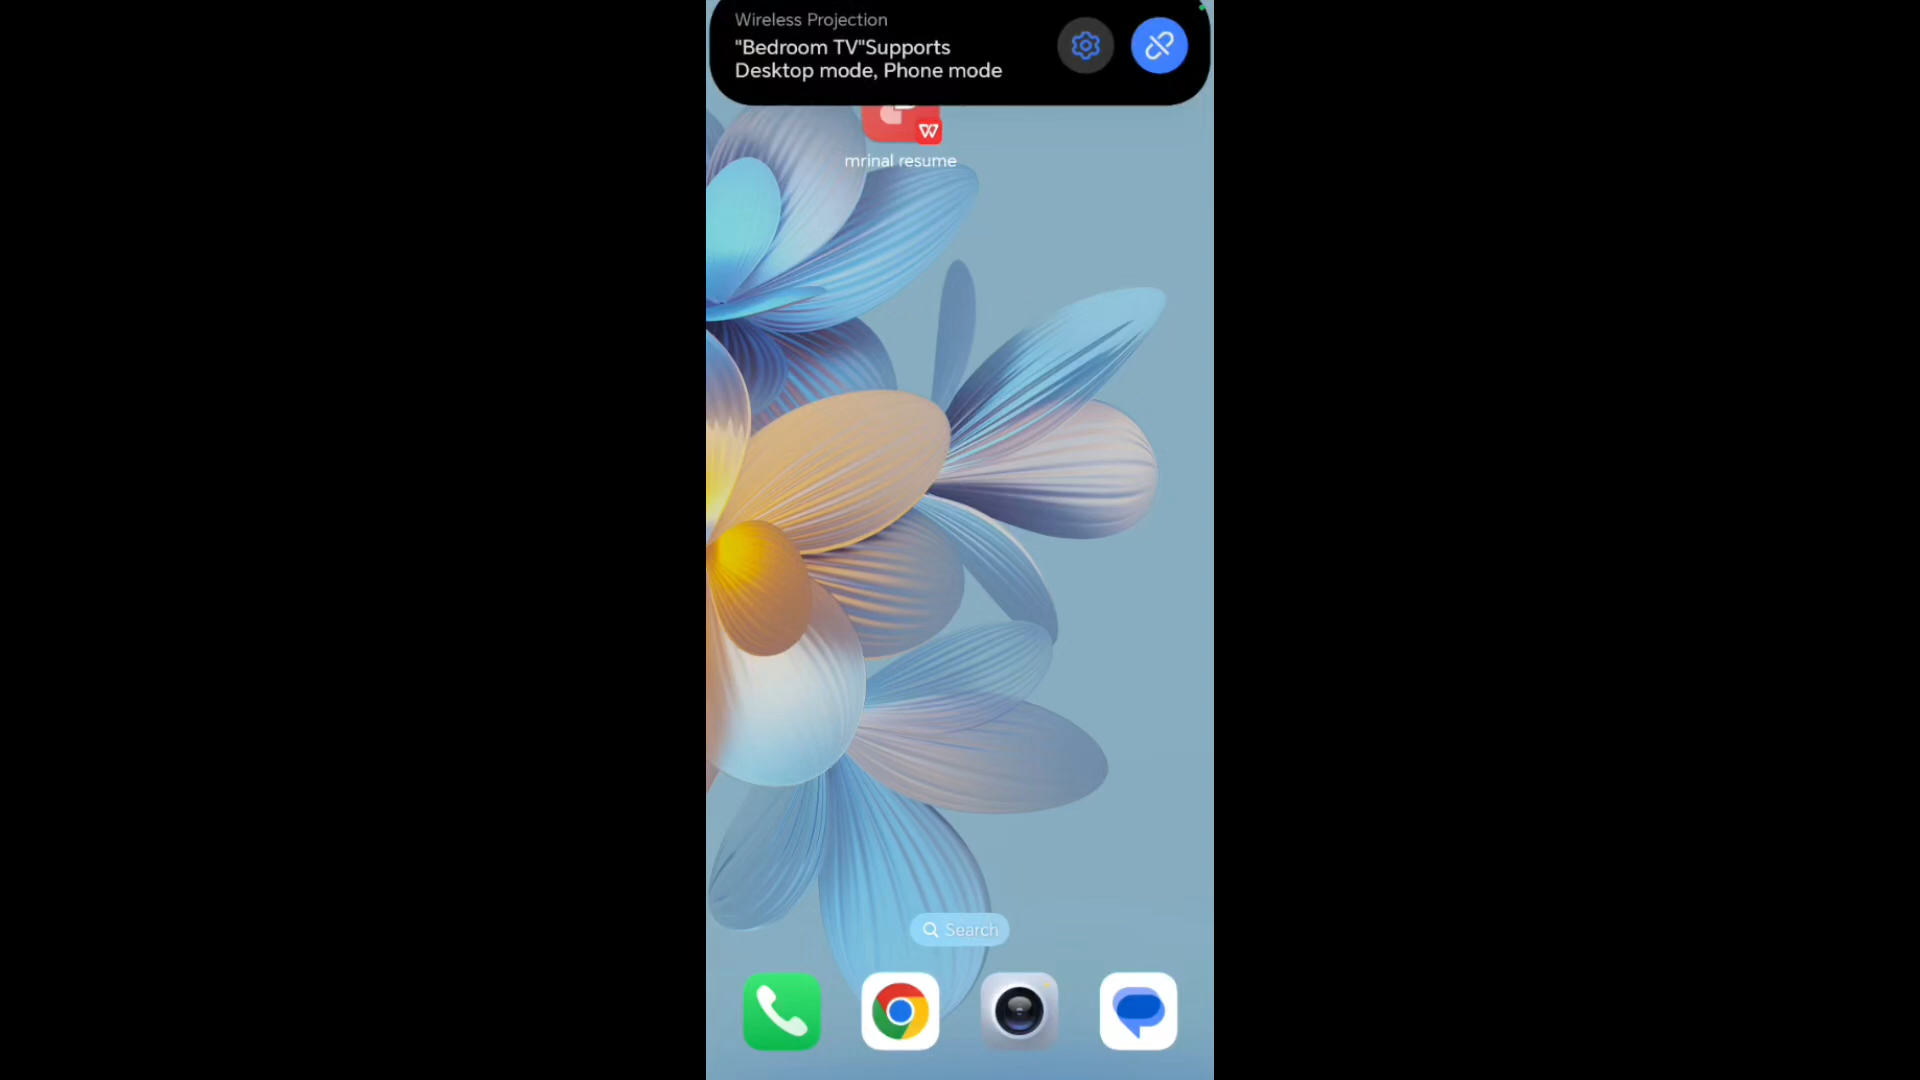 Wireless Projection
"Bedroom TV"Supports
Desktop mode, Phone mode
W
mrinal resume
Search